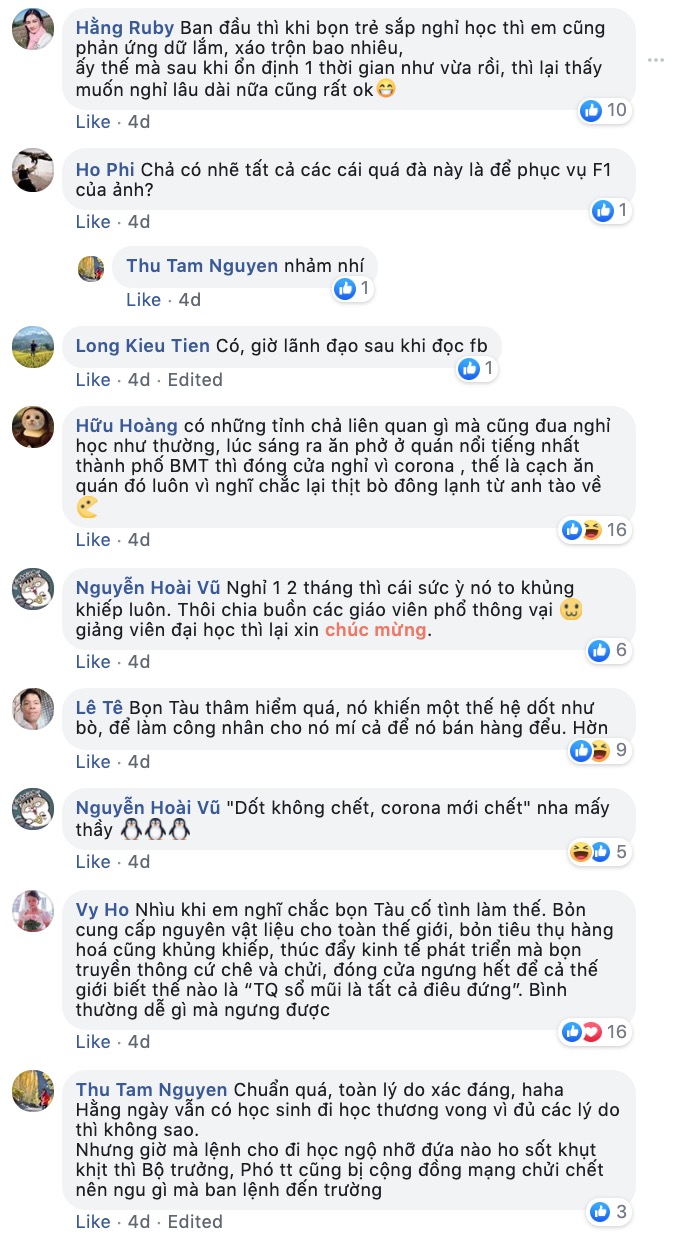 Hằng Ruby Ban đầu thì khi bọn trẻ sắp nghỉ học thì em cũng
phản ứng dữ lắm, xáo trộn bao nhiêu,
ấy thế mà sau khi ổn định 1 thời gian như vừa rồi, thì lại thấy
muốn nghỉ lâu dài nữa cũng rất ok😁
10
Like · 4d
Ho Phi Chả có nhẽ tất cả các cái quá đà này là để phục vụ F1
của ảnh?
1
Like · 4d
Thu Tam Nguyen nhảm nhí
1
Like · 4d
Long Kieu Tien Có, giờ lãnh đạo sau khi đọc fb
1
Like · 4d · Edited
Hữu Hoàng có những tỉnh chả liên quan gì mà cũng đua nghỉ
học như thường, lúc sáng ra ăn phở ở quán nổi tiếng nhất
thành phố BMT thì đóng cửa nghỉ vì corona , thế là cạch ăn
quán đó luôn vì nghĩ chắc lại thịt bò đông lạnh từ anh tào về
16
Like · 4d
Nguyễn Hoài Vũ Nghỉ 1 2 tháng thì cái sức ỳ nó to khủng
khiếp luôn. Thôi chia buồn các giáo viên phổ thông vại
giảng viên đại học thì lại xin chúc mừng.
6
Like · 4d
Lê Tê Bọn Tàu thâm hiểm quá, nó khiến một thế hệ dốt như
bò, để làm công nhân cho nó mí cả để nó bán hàng đểu. Hờn
9
Like · 4d
Nguyễn Hoài Vũ "Dốt không chết, corona mới chết" nha mấy
thầy 🐧🐧🐧
5
Like · 4d
Vy Ho Nhìu khi em nghĩ chắc bọn Tàu cố tình làm thế. Bỏn
cung cấp nguyên vật liệu cho toàn thế giới, bỏn tiêu thụ hàng
hoá cũng khủng khiếp, thúc đẩy kinh tế phát triển mà bọn
truyền thông cứ chê và chửi, đóng cửa ngưng hết để cả thế
giới biết thế nào là “TQ sổ mũi là tất cả điêu đứng”. Bình
thường dễ gì mà ngưng được
16
Like · 4d
Thu Tam Nguyen Chuẩn quá, toàn lý do xác đáng, haha
Hằng ngày vẫn có học sinh đi học thương vong vì đủ các lý do
thì không sao.
Nhưng giờ mà lệnh cho đi học ngộ nhỡ đứa nào ho sốt khụt
khịt thì Bộ trưởng, Phó tt cũng bị cộng đồng mạng chửi chết
nên ngu gì mà ban lệnh đến trường
3
Like · 4d · Edited